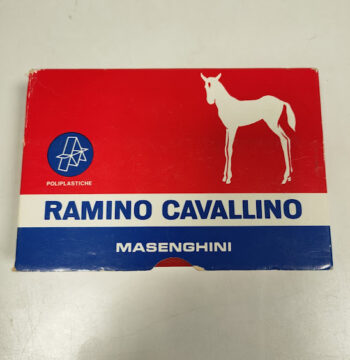 POLIPLASTICHE
RAMINO CAVALLINO
MASENGHINI